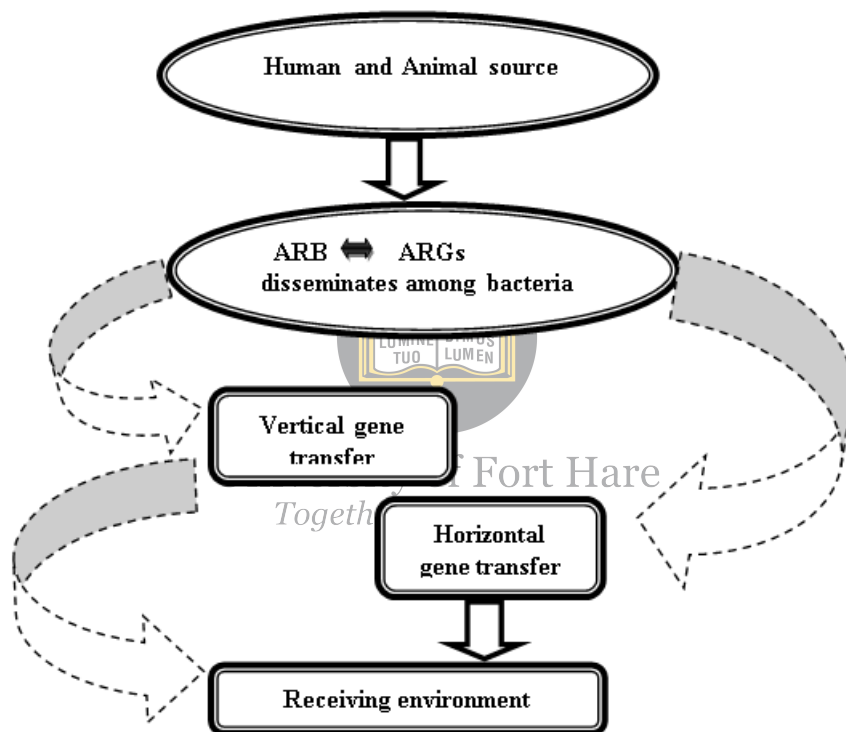 Human and Animal source
ARB ARGs
disseminates among bacteria
LUMINE
TUO LUMEN
Vertical gene
transfer
Fort Hare
Horizontal
gene transfer
Receiving environment